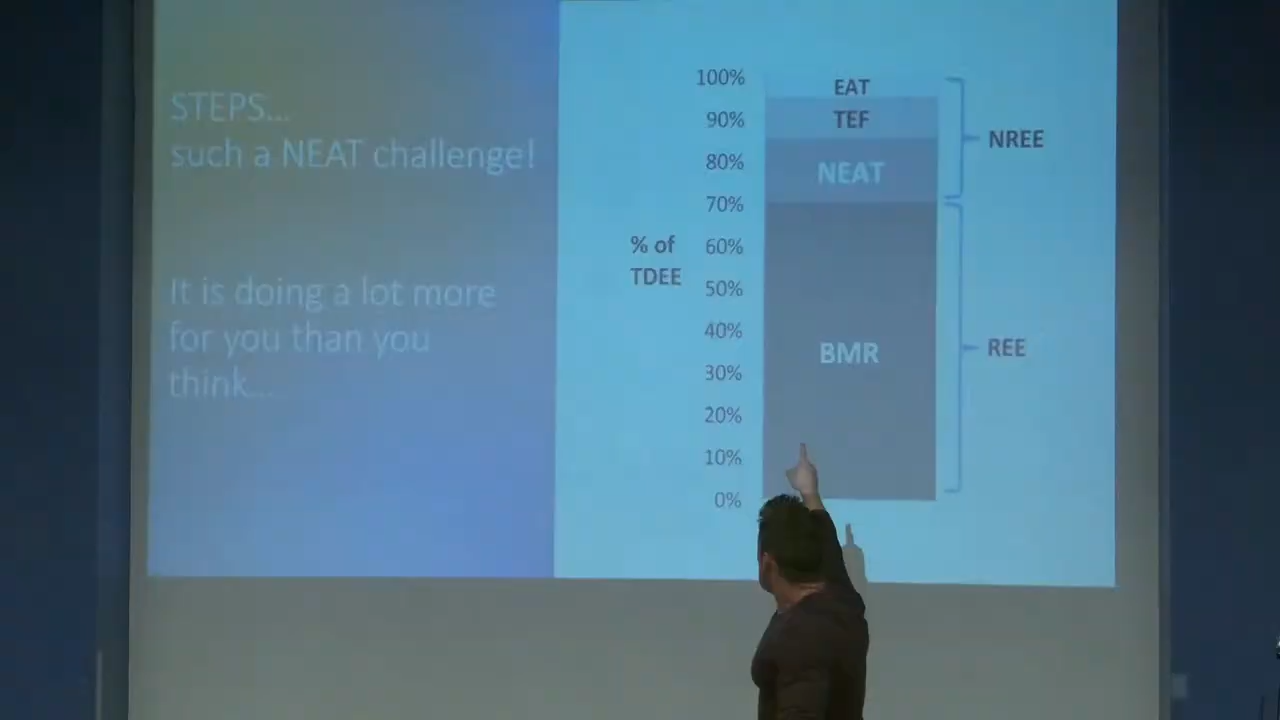 STEPS...
such a NEAT challenge!
It is doing a lot more
for you than you
think...
100%
90%
80%
70%
60%
50%
40%
30%
20%
10%
0%
% of
TDEE
EAT
TEF
NEAT
BMR
NREE
REE